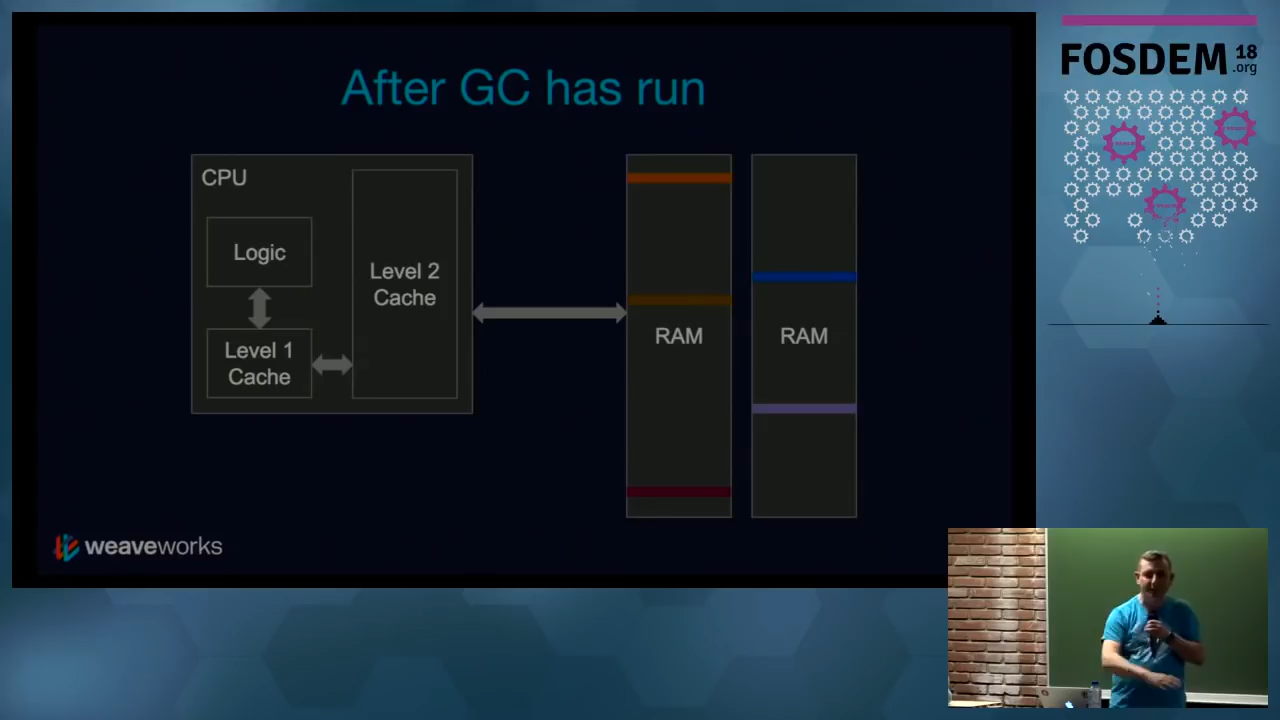 After GC has run
CPU
Logic
Level 1
Cache
Level 2
Cache
RAM
RAM
weaveworks
FOSDEM 18
.org